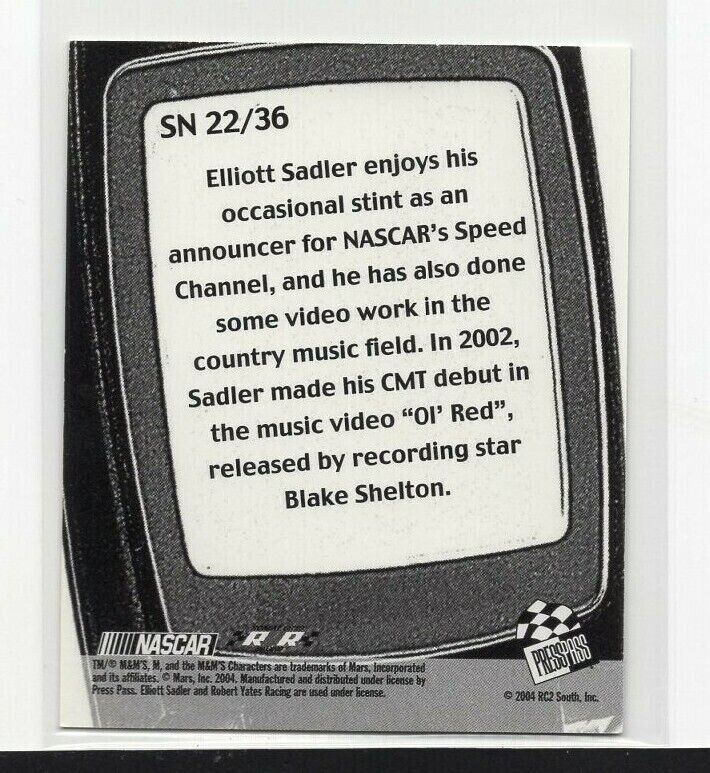 SN 22/36
Elliott Sadler enjoys his
occasional stint as an
announcer for NASCAR's Speed
Channel, and he has also done
some video work in the
country music field. In 2002,
Sadler made his CMT debut in
the music video "Ol' Red",
released by recording star
Blake Shelton.
NASCAR
R R
PRESS PASS
TM/© M&M'S, M, and the M&M'S Characters are trademarks of Mars, Incorporated
and its affiliates. © Mars, Inc. 2004. Manufactured and distributed under license by
Press Pass. Elliott Sadler and Robert Yates Racing are used under license.
© 2004 RC2 South, Inc.